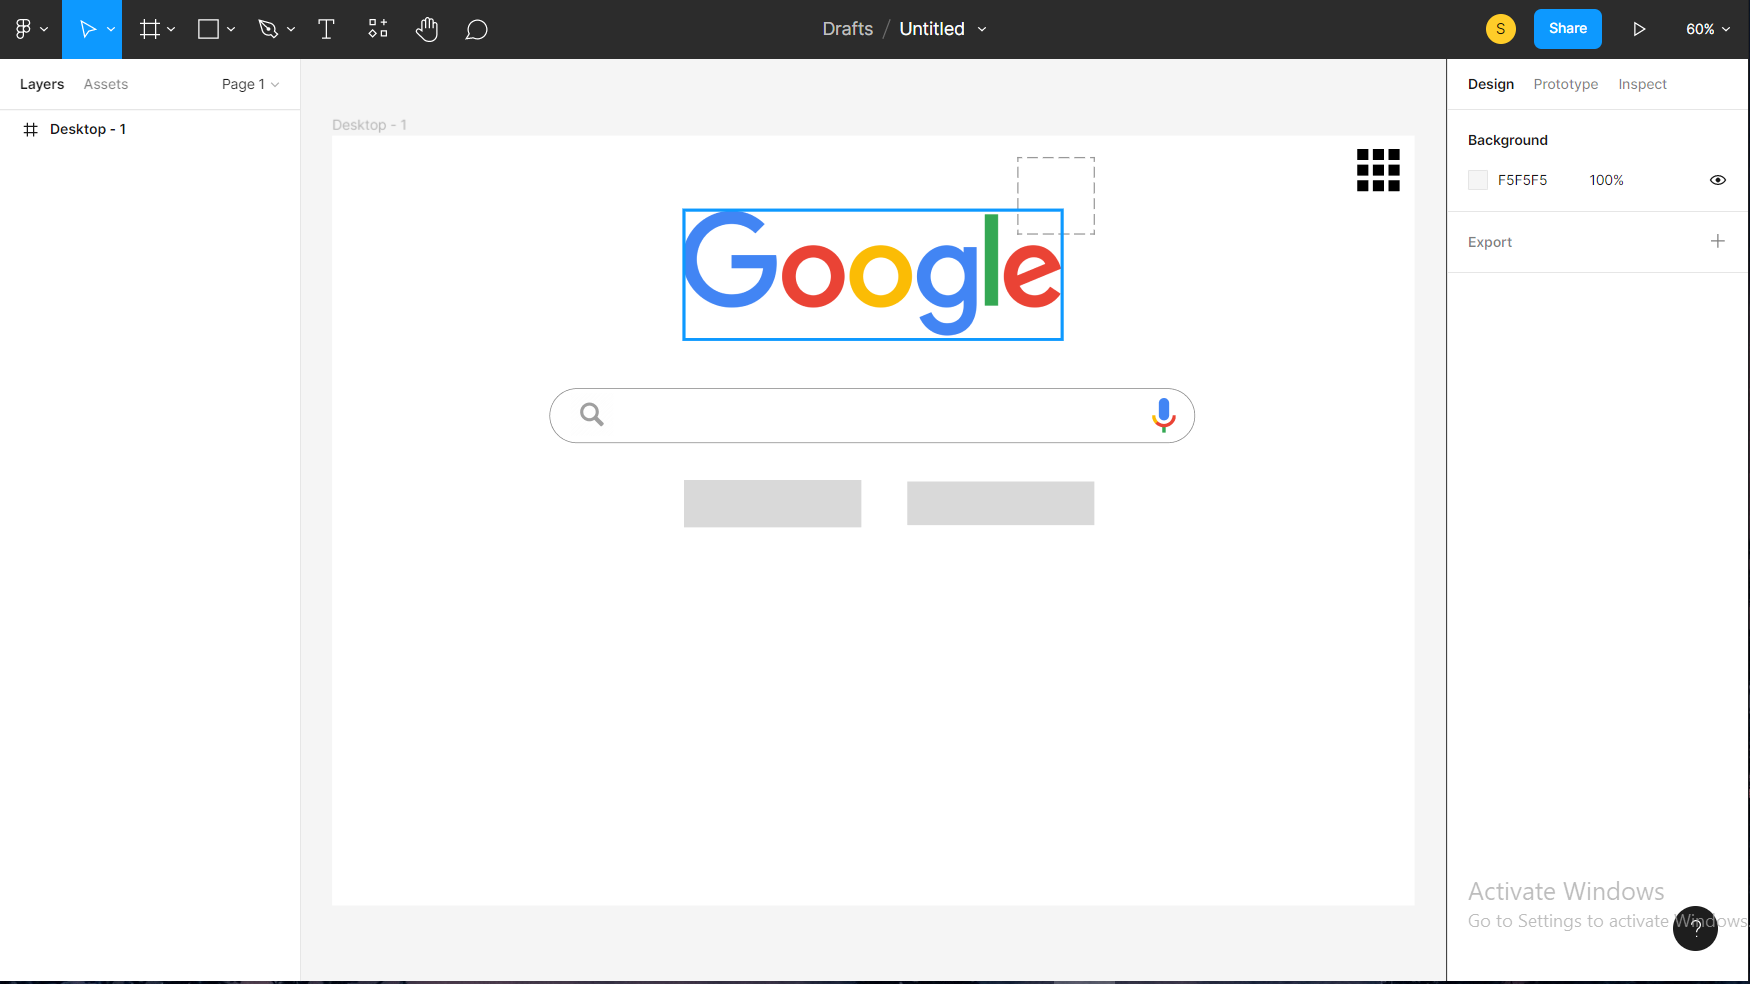 Drafts / Untitled
S
Share
60%
Layers Assets Page 1
Desktop - 1
Desktop - 1
Google
Design Prototype Inspect
Background
F5F5F5 100%
Export
Activate Windows
Go to Settings to activate Windows
?